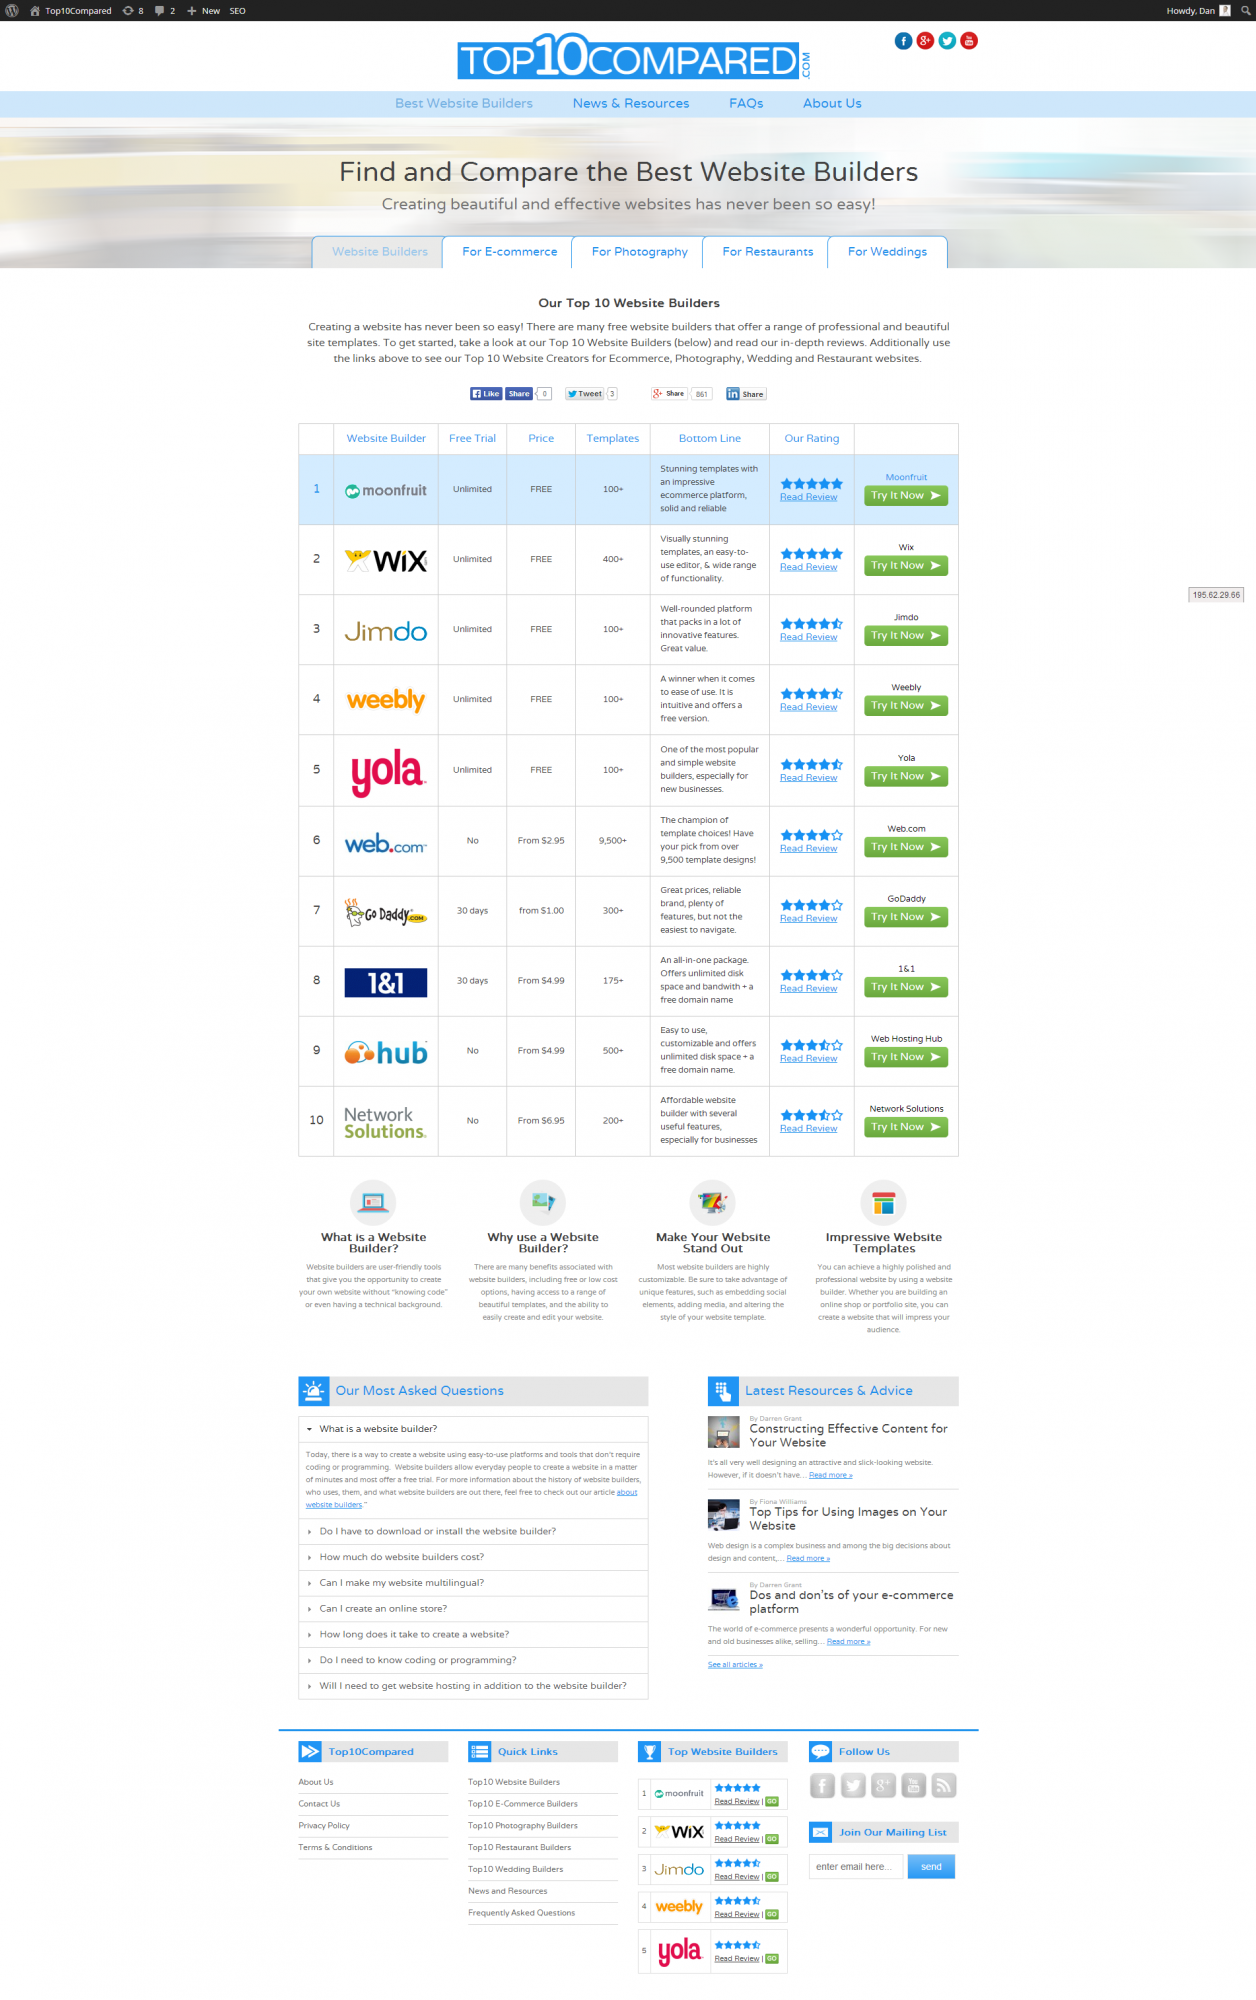 Top10Compared 8 2 New SEO Howdy, Dan
TOP10COMPARED.COM
Best Website Builders News & Resources FAQs About Us
Find and Compare the Best Website Builders
Creating beautiful and effective websites has never been so easy!
Website Builders For E-commerce For Photography For Restaurants For Weddings
Our Top 10 Website Builders
Creating a website has never been so easy! There are many free website builders that offer a range of professional and beautiful
site templates. To get started, take a look at our Top 10 Website Builders (below) and read our in-depth reviews. Additionally use
the links above to see our Top 10 Website Creators for Ecommerce, Photography, Wedding and Restaurant websites.
Like Share 0 Tweet 3 Share 861 Share
Website Builder Free Trial Price Templates Bottom Line Our Rating
1 moonfruit Unlimited FREE 100+
Stunning templates with
an impressive
ecommerce platform,
solid and reliable
Read Review
Moonfruit
Try It Now
2 WiX Unlimited FREE 400+
Visually stunning
templates, an easy-to-
use editor, & wide range
of functionality.
Read Review
Wix
Try It Now
195.62.29.66
3 Jimdo Unlimited FREE 100+
Well-rounded platform
that packs in a lot of
innovative features.
Great value.
Read Review
Jimdo
Try It Now
4 weebly Unlimited FREE 100+
A winner when it comes
to ease of use. It is
intuitive and offers a
free version.
Read Review
Weebly
Try It Now
5 yola Unlimited FREE 100+
One of the most popular
and simple website
builders, especially for
new businesses.
Read Review
Yola
Try It Now
6 web.com No From $2.95 9,500+
The champion of
template choices! Have
your pick from over
9,500 template designs!
Read Review
Web.com
Try It Now
7 Go Daddy .COM 30 days from $1.00 300+
Great prices, reliable
brand, plenty of
features, but not the
easiest to navigate.
Read Review
GoDaddy
Try It Now
8 1&1 30 days From $4.99 175+
An all-in-one package.
Offers unlimited disk
space and bandwith + a
free domain name
Read Review
1&1
Try It Now
9 hub No From $4.99 500+
Easy to use,
customizable and offers
unlimited disk space + a
free domain name.
Read Review
Web Hosting Hub
Try It Now
10 Network Solutions. No From $6.95 200+
Affordable website
builder with several
useful features,
especially for businesses
Read Review
Network Solutions
Try It Now
What is a Website
Builder?
Website builders are user-friendly tools
that give you the opportunity to create
your own website without "knowing code"
or even having a technical background.
Why use a Website
Builder?
There are many benefits associated with
website builders, including free or low cost
options, having access to a range of
beautiful templates, and the ability to
easily create and edit your website.
Make Your Website
Stand Out
Most website builders are highly
customizable. Be sure to take advantage of
unique features, such as embedding social
elements, adding media, and altering the
style of your website template.
Impressive Website
Templates
You can achieve a highly polished and
professional website by using a website
builder. Whether you are building an
online shop or portfolio site, you can
create a website that will impress your
audience.
Our Most Asked Questions
What is a website builder?
Today, there is a way to create a website using easy-to-use platforms and tools that don't require
coding or programming. Website builders allow everyday people to create a website in a matter
of minutes and most offer a free trial. For more information about the history of website builders,
who uses, them, and what website builders are out there, feel free to check out our article about
website builders."
Do I have to download or install the website builder?
How much do website builders cost?
Can I make my website multilingual?
Can I create an online store?
How long does it take to create a website?
Do I need to know coding or programming?
Will I need to get website hosting in addition to the website builder?
Latest Resources & Advice
By Darren Grant
Constructing Effective Content for
Your Website
It's all very well designing an attractive and slick-looking website.
However, if it doesn't have... Read more »
By Fiona Williams
Top Tips for Using Images on Your
Website
Web design is a complex business and among the big decisions about
design and content,... Read more »
By Darren Grant
Dos and don'ts of your e-commerce
platform
The world of e-commerce presents a wonderful opportunity. For new
and old businesses alike, selling... Read more »
See all articles »
Top10Compared
About Us
Contact Us
Privacy Policy
Terms & Conditions
Quick Links
Top10 Website Builders
Top10 E-Commerce Builders
Top10 Photography Builders
Top10 Restaurant Builders
Top10 Wedding Builders
News and Resources
Frequently Asked Questions
Top Website Builders
1 moonfruit
Read Review | GO
2 WiX
Read Review | GO
3 Jimdo
Read Review | GO
4 weebly
Read Review | GO
5 yola
Read Review | GO
Follow Us
Join Our Mailing List
enter email here... send